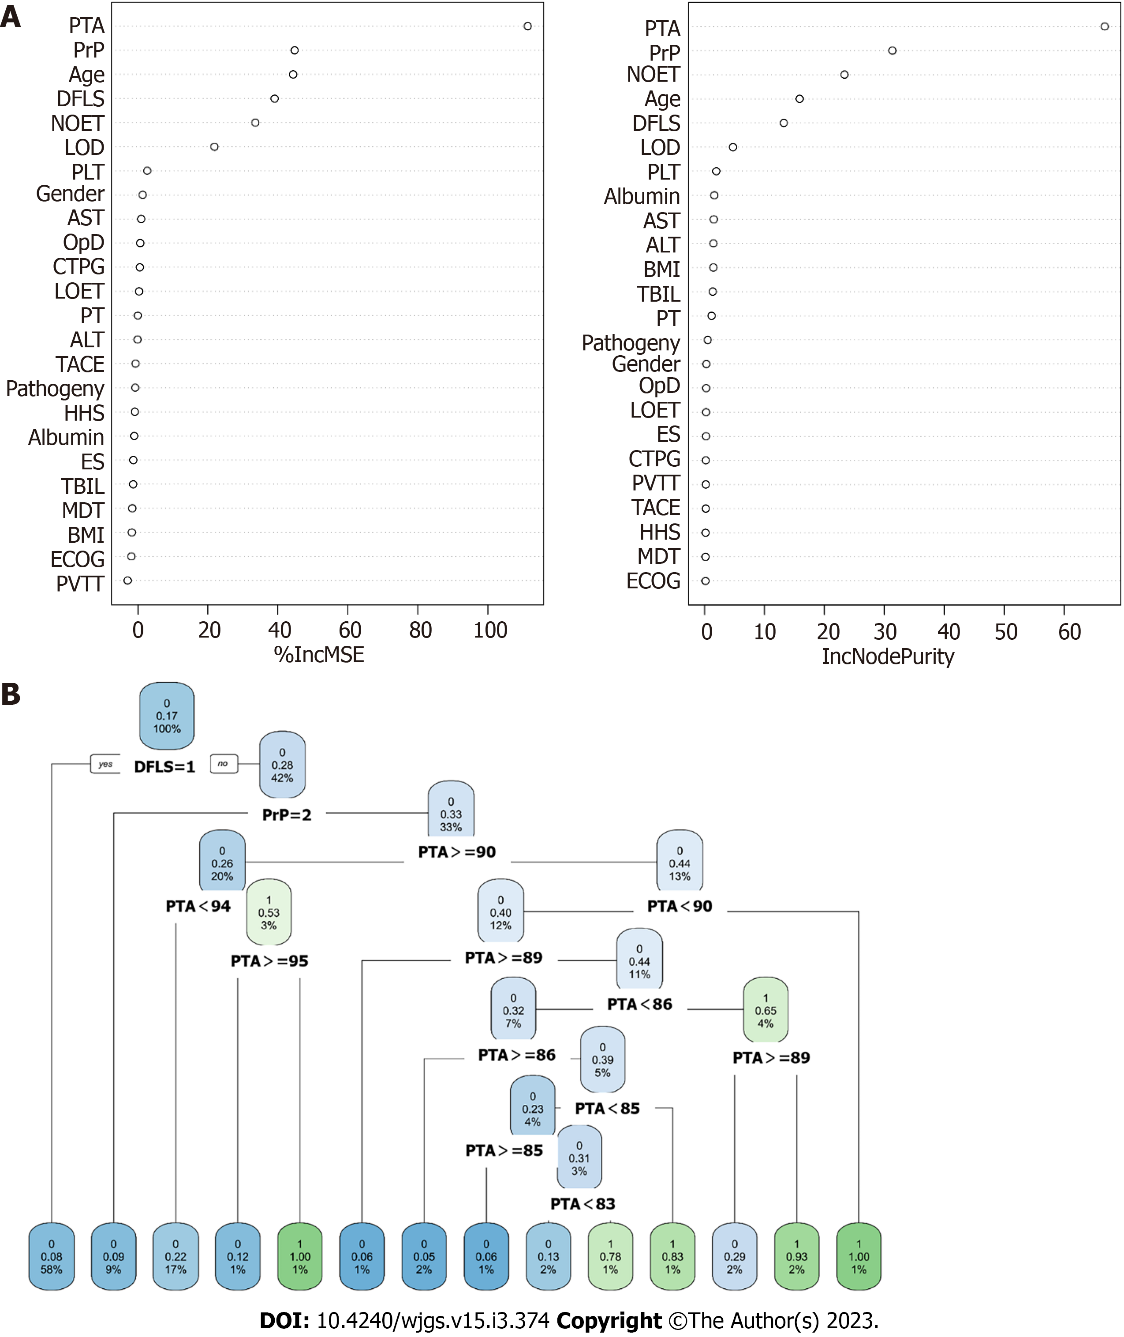 A
PTA
PrP
Age
DFLS
NOET
LOD
PLT
Gender
AST
OpD
CTPG
LOET
PT
ALT
TACE
Pathogeny
HHS
Albumin
ES
TBIL
MDT
BMI
ECOG
PVTT
0 20 40 60 80 100
%IncMSE
PTA
PrP
NOET
Age
DFLS
LOD
PLT
Albumin
AST
ALT
BMI
TBIL
PT
Pathogeny
Gender
OpD
LOET
ES
CTPG
PVTT
TACE
HHS
MDT
ECOG
0 10 20 30 40 50 60
IncNodePurity
B
0
0.17
100%
yes DFLS=1 no
0
0.28
42%
PrP=2
0
0.33
33%
PTA>=90
0
0.26
20%
0
0.44
13%
PTA<94
PTA<90
1
0.53
3%
0
0.40
12%
PTA>=95
PTA>=89
0
0.44
11%
PTA<86
0
0.32
7%
1
0.65
4%
PTA>=86
PTA>=89
0
0.39
5%
PTA<85
0
0.23
4%
PTA>=85
0
0.31
3%
PTA<83
0 0 0 0 1 0 0 0 0 1 1 0 1 1
0.08 0.09 0.22 0.12 1.00 0.06 0.05 0.06 0.13 0.78 0.83 0.29 0.93 1.00
58% 9% 17% 1% 1% 1% 2% 1% 2% 1% 1% 2% 2% 1%
DOI: 10.4240/wjgs.v15.i3.374 Copyright ©The Author(s) 2023.